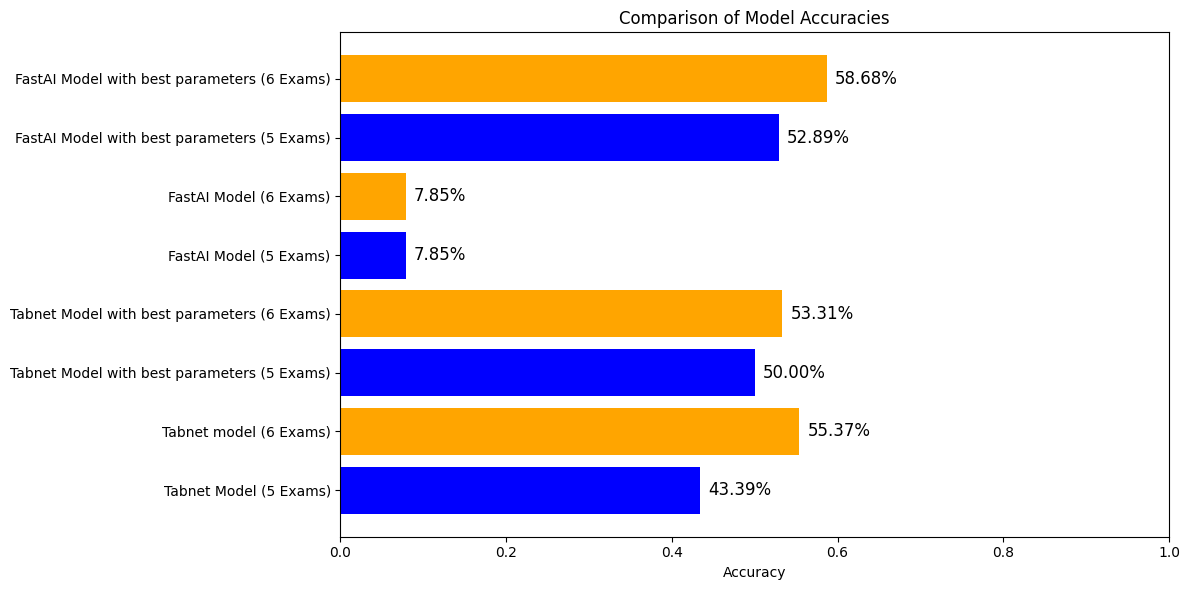 Comparison of Model Accuracies
FastAI Model with best parameters (6 Exams)
58.68%
FastAI Model with best parameters (5 Exams)
52.89%
FastAI Model (6 Exams)
7.85%
FastAI Model (5 Exams)
7.85%
Tabnet Model with best parameters (6 Exams)
53.31%
Tabnet Model with best parameters (5 Exams)
50.00%
Tabnet model (6 Exams)
55.37%
Tabnet Model (5 Exams)
43.39%
0.0 0.2 0.4 0.6 0.8 1.0
Accuracy